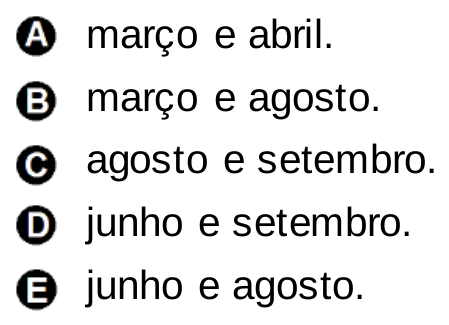 A março e abril.
B março e agosto.
C agosto e setembro.
D junho e setembro.
E junho e agosto.